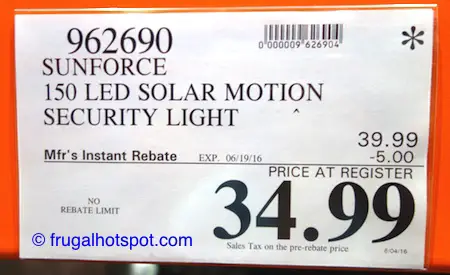 962690
0000009626904
*
SUNFORCE
150 LED SOLAR MOTION
SECURITY LIGHT
39.99
Mfr's Instant Rebate EXP. 06/19/16 -5.00
PRICE AT REGISTER
NO
REBATE LIMIT
34.99
Sales Tax on the pre-rebate price
6/04/16
© frugalhotspot.com